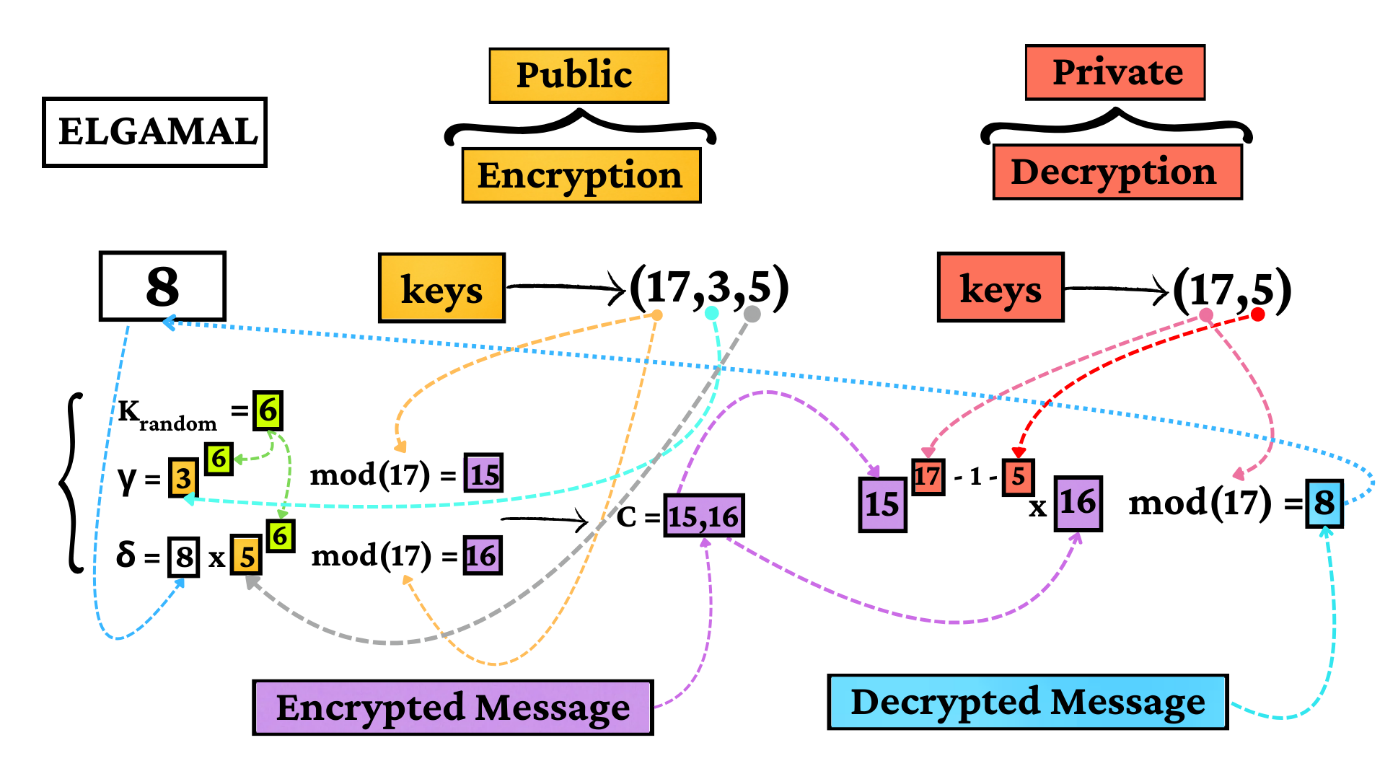 Public
Private
ELGAMAL
Encryption
Decryption
8
keys
(17,3,5)
keys
(17,5)
Krandom = 6
γ = 3 6 mod(17) = 15
δ = 8 x 5 6 mod(17) = 16
C = 15,16
15 17 - 1 - 5 x 16 mod(17) = 8
Encrypted Message
Decrypted Message